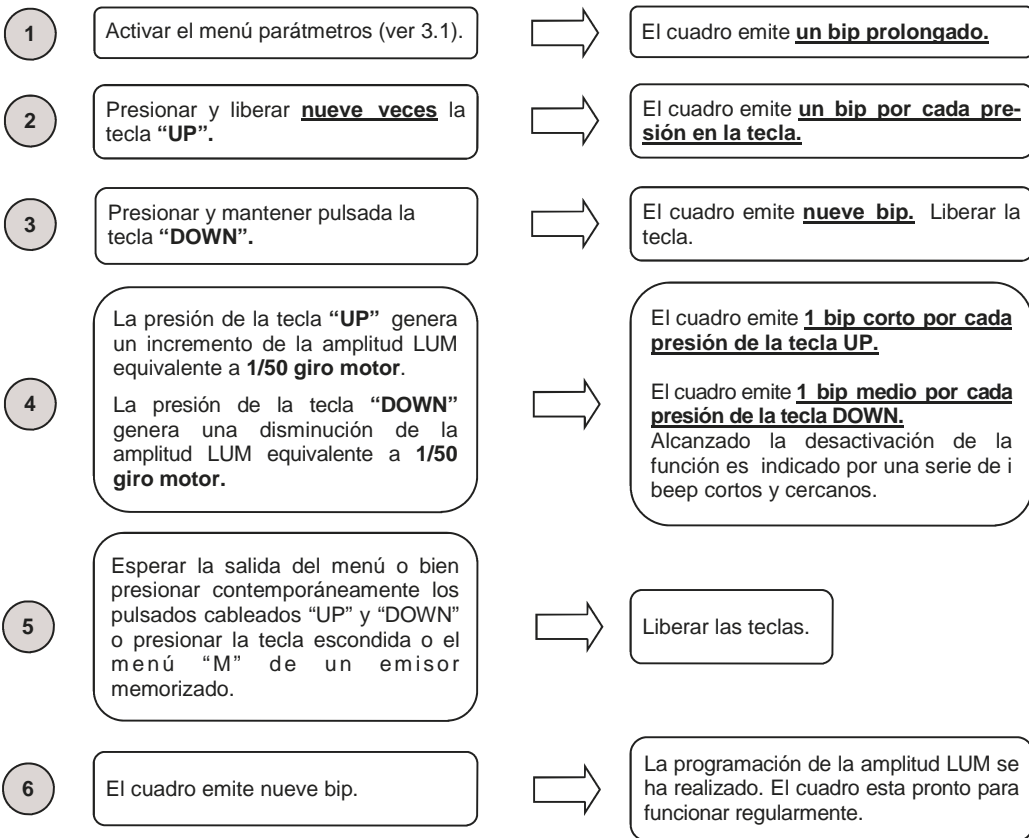 1
Activar el menú parátmetros (ver 3.1).
El cuadro emite un bip prolongado.
2
Presionar y liberar nueve veces la
tecla “UP”.
El cuadro emite un bip por cada pre-
sión en la tecla.
3
Presionar y mantener pulsada la
tecla “DOWN”.
El cuadro emite nueve bip. Liberar la
tecla.
4
La presión de la tecla “UP” genera
un incremento de la amplitud LUM
equivalente a 1/50 giro motor.
La presión de la tecla “DOWN”
genera una disminución de la
amplitud LUM equivalente a 1/50
giro motor.
El cuadro emite 1 bip corto por cada
presión de la tecla UP.
El cuadro emite 1 bip medio por cada
presión de la tecla DOWN.
Alcanzado la desactivación de la
función es indicado por una serie de i
beep cortos y cercanos.
5
Esperar la salida del menú o bien
presionar contemporáneamente los
pulsados cableados “UP” y “DOWN”
o presionar la tecla escondida o el
menú “M” de un emisor
memorizado.
Liberar las teclas.
6
El cuadro emite nueve bip.
La programación de la amplitud LUM se
ha realizado. El cuadro esta pronto para
funcionar regularmente.